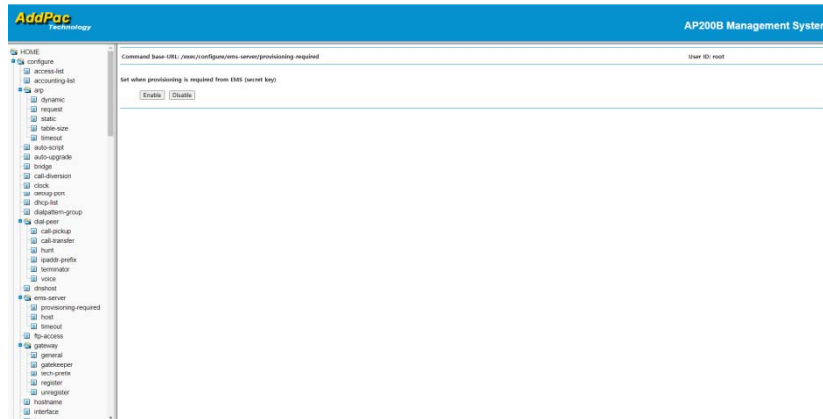 AddPac
Technology
AP200B Management System
HOME
configure
access-list
accounting-list
arp
dynamic
request
static
table-size
timeout
auto-script
auto-upgrade
bridge
call-diversion
clock
debug-port
dhcp-list
dialpattern-group
dial-peer
call-pickup
call-transfer
hunt
ipaddr-prefix
terminator
voice
dnshost
ems-server
provisioning-required
host
timeout
ftp-access
gateway
general
gatekeeper
tech-prefix
register
unregister
hostname
interface
Command base-URL: /exec/configure/ems-server/provisioning-required User ID: root
Set when provisioning is required from EMS (secret key)
Enable Disable